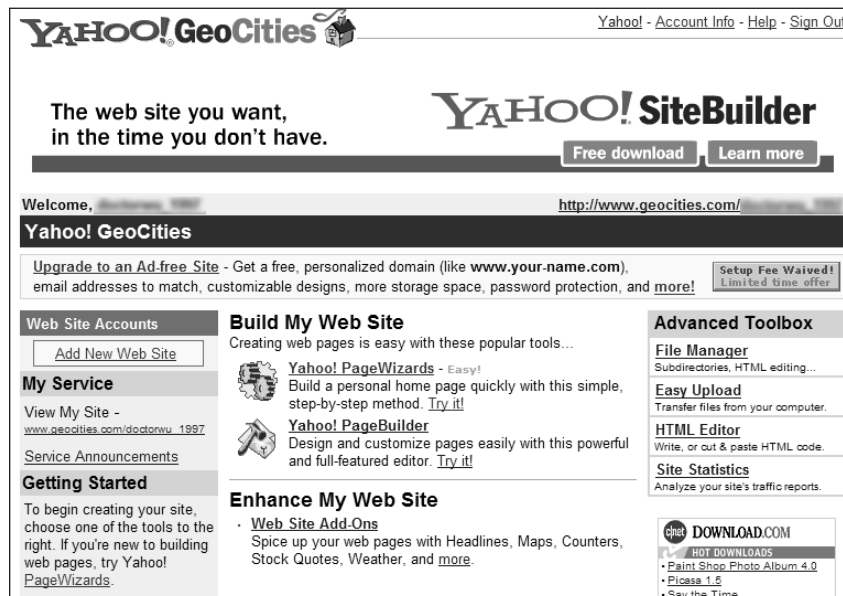 YAHOO! GeoCities
Yahoo! - Account Info - Help - Sign Out
The web site you want,
in the time you don't have.
YAHOO! SiteBuilder
Free download
Learn more
Welcome,
http://www.geocities.com/
Yahoo! GeoCities
Upgrade to an Ad-free Site - Get a free, personalized domain (like www.your-name.com),
email addresses to match, customizable designs, more storage space, password protection, and more!
Setup Fee Waived!
Limited time offer
Web Site Accounts
Add New Web Site
My Service
View My Site -
www.geocities.com/doctorwu_1997
Service Announcements
Getting Started
To begin creating your site,
choose one of the tools to the
right. If you're new to building
web pages, try Yahoo!
PageWizards.
Build My Web Site
Creating web pages is easy with these popular tools...
Yahoo! PageWizards - Easy!
Build a personal home page quickly with this simple,
step-by-step method. Try it!
Yahoo! PageBuilder
Design and customize pages easily with this powerful
and full-featured editor. Try it!
Enhance My Web Site
· Web Site Add-Ons
Spice up your web pages with Headlines, Maps, Counters,
Stock Quotes, Weather, and more.
Advanced Toolbox
File Manager
Subdirectories, HTML editing...
Easy Upload
Transfer files from your computer.
HTML Editor
Write, or cut & paste HTML code.
Site Statistics
Analyze your site's traffic reports.
c|net DOWNLOAD.COM
HOT DOWNLOADS
• Paint Shop Photo Album 4.0
• Picasa 1.5
• Say the Time